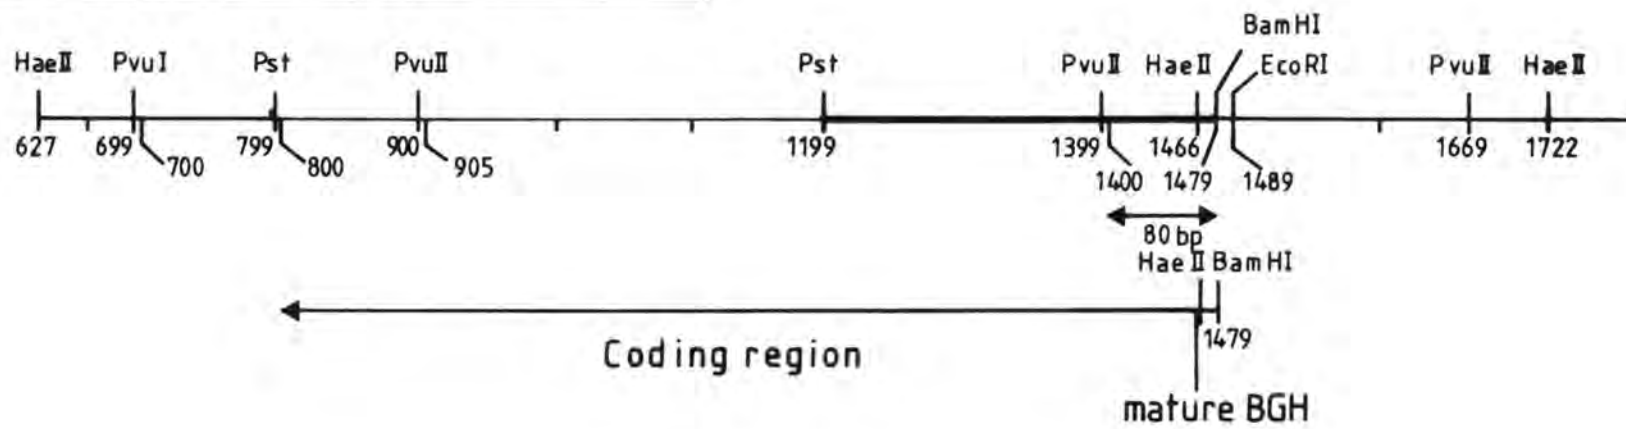 BamHI
HaeII PvuI Pst PvuII Pst PvuII HaeII EcoRI PvuII HaeII
627 699 700 799 800 900 905 1199 1399 1400 1466 1479 1489 1669 1722
80 bp
HaeII BamHI
1479
Coding region
mature BGH